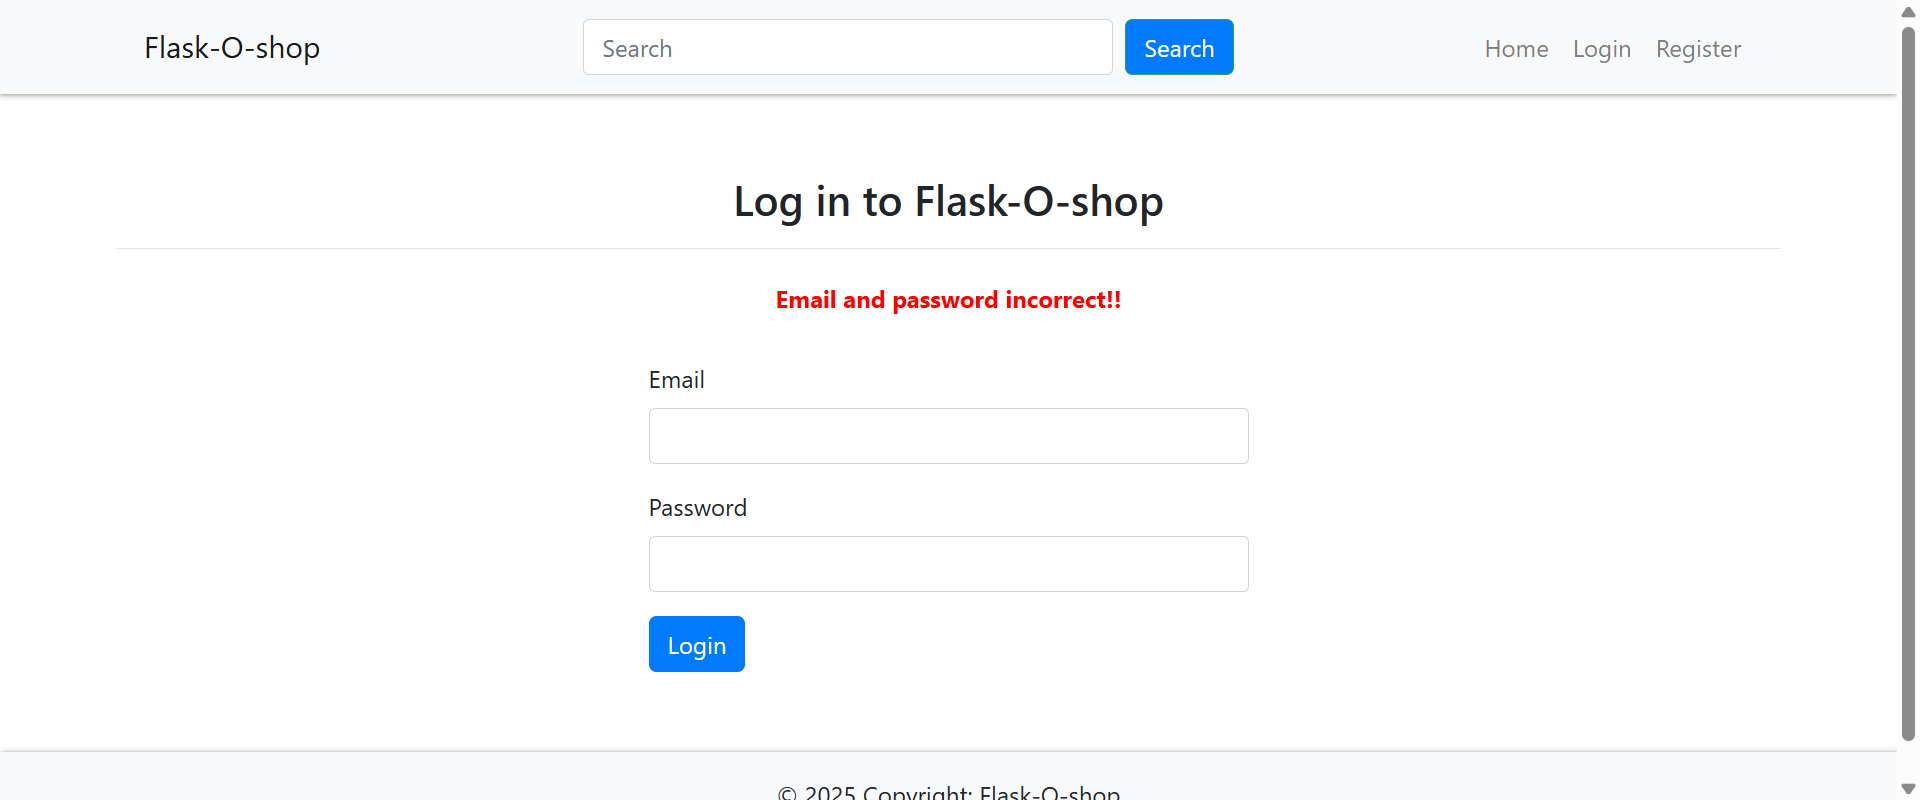 Flask-O-shop
Search
Search
Home
Login
Register
Log in to Flask-O-shop
Email and password incorrect!!
Email
Password
Login
© 2025 Copyright: Flask-O-shop